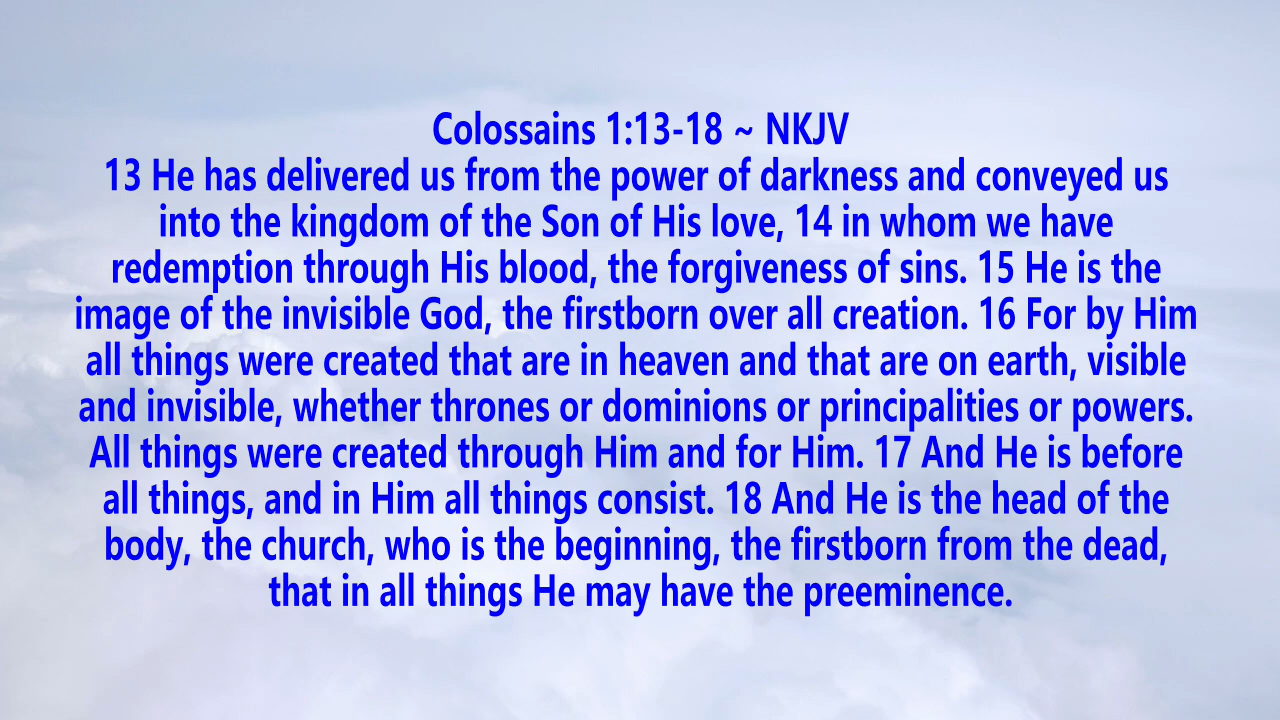 Colossains 1:13-18 ~ NKJV
13 He has delivered us from the power of darkness and conveyed us
into the kingdom of the Son of His love, 14 in whom we have
redemption through His blood, the forgiveness of sins. 15 He is the
image of the invisible God, the firstborn over all creation. 16 For by Him
all things were created that are in heaven and that are on earth, visible
and invisible, whether thrones or dominions or principalities or powers.
All things were created through Him and for Him. 17 And He is before
all things, and in Him all things consist. 18 And He is the head of the
body, the church, who is the beginning, the firstborn from the dead,
that in all things He may have the preeminence.